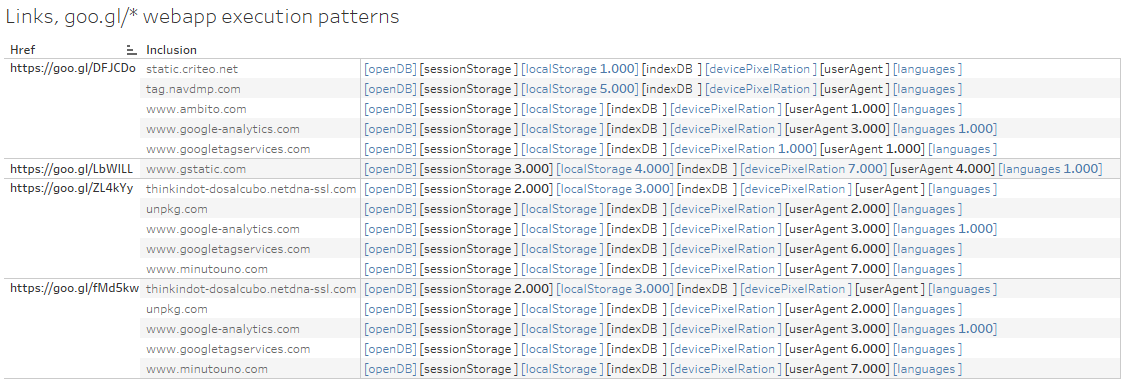 Links, goo.gl/* webapp execution patterns
Href Inclusion
https://goo.gl/DFJCDo static.criteo.net [openDB] [sessionStorage ] [localStorage 1.000] [indexDB ] [devicePixelRation ] [userAgent ] [languages ]
tag.navdmp.com [openDB] [sessionStorage ] [localStorage 5.000] [indexDB ] [devicePixelRation ] [userAgent ] [languages ]
www.ambito.com [openDB] [sessionStorage ] [localStorage ] [indexDB ] [devicePixelRation ] [userAgent 1.000] [languages ]
www.google-analytics.com [openDB] [sessionStorage ] [localStorage ] [indexDB ] [devicePixelRation ] [userAgent 3.000] [languages 1.000]
www.googletagservices.com [openDB] [sessionStorage ] [localStorage ] [indexDB ] [devicePixelRation 1.000] [userAgent 1.000] [languages ]
https://goo.gl/LbWILL www.gstatic.com [openDB] [sessionStorage 3.000] [localStorage 4.000] [indexDB ] [devicePixelRation 7.000] [userAgent 4.000] [languages 1.000]
https://goo.gl/ZL4kYy thinkindot-dosalcubo.netdna-ssl.com [openDB] [sessionStorage 2.000] [localStorage 3.000] [indexDB ] [devicePixelRation ] [userAgent ] [languages ]
unpkg.com [openDB] [sessionStorage ] [localStorage ] [indexDB ] [devicePixelRation ] [userAgent 2.000] [languages ]
www.google-analytics.com [openDB] [sessionStorage ] [localStorage ] [indexDB ] [devicePixelRation ] [userAgent 3.000] [languages 1.000]
www.googletagservices.com [openDB] [sessionStorage ] [localStorage ] [indexDB ] [devicePixelRation ] [userAgent 6.000] [languages ]
www.minutouno.com [openDB] [sessionStorage ] [localStorage ] [indexDB ] [devicePixelRation ] [userAgent 7.000] [languages ]
https://goo.gl/fMd5kw thinkindot-dosalcubo.netdna-ssl.com [openDB] [sessionStorage 2.000] [localStorage 3.000] [indexDB ] [devicePixelRation ] [userAgent ] [languages ]
unpkg.com [openDB] [sessionStorage ] [localStorage ] [indexDB ] [devicePixelRation ] [userAgent 2.000] [languages ]
www.google-analytics.com [openDB] [sessionStorage ] [localStorage ] [indexDB ] [devicePixelRation ] [userAgent 3.000] [languages 1.000]
www.googletagservices.com [openDB] [sessionStorage ] [localStorage ] [indexDB ] [devicePixelRation ] [userAgent 6.000] [languages ]
www.minutouno.com [openDB] [sessionStorage ] [localStorage ] [indexDB ] [devicePixelRation ] [userAgent 7.000] [languages ]